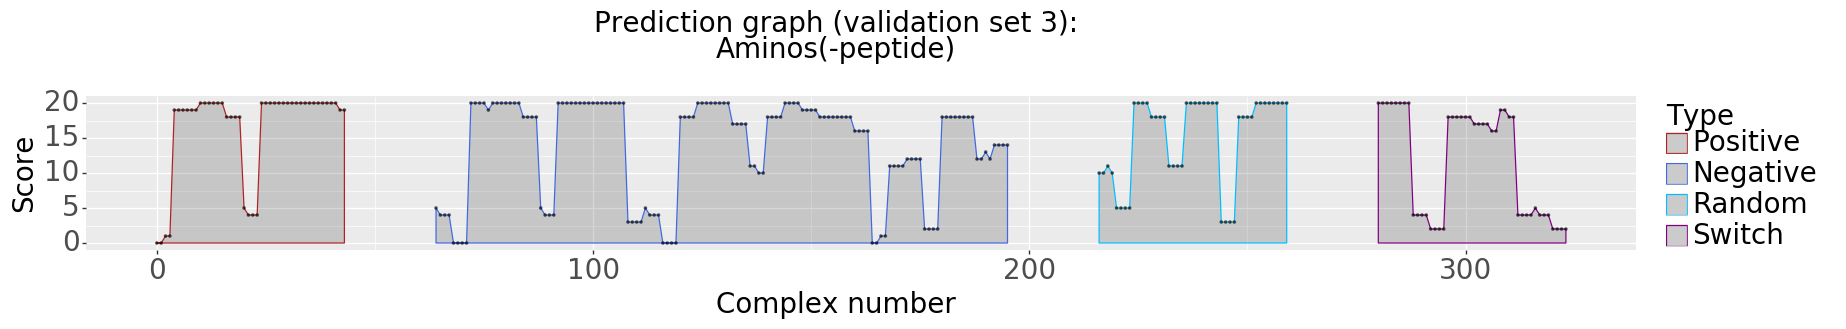 Prediction graph (validation set 3):
Aminos(-peptide)
Score
20
15
10
5
0
0 100 200 300
Complex number
Type
Positive
Negative
Random
Switch